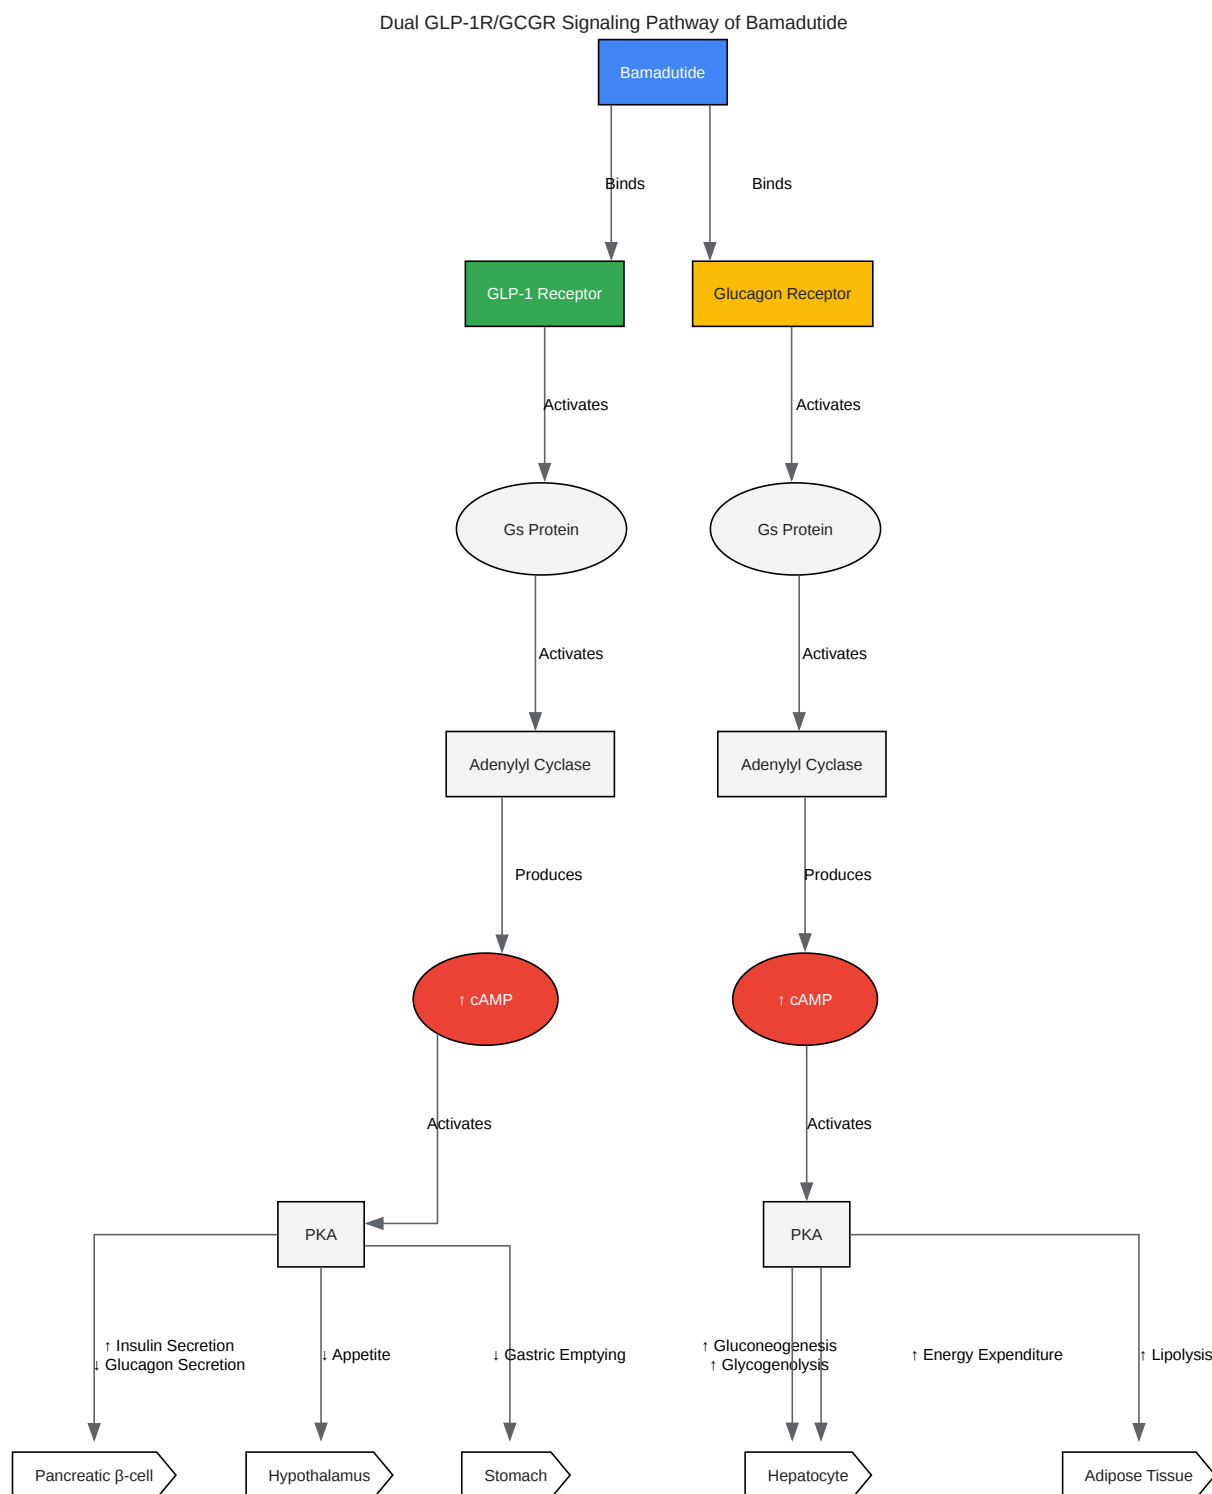 Dual GLP-1R/GCGR Signaling Pathway of Bamadutide
Bamadutide
Binds
Binds
GLP-1 Receptor
Glucagon Receptor
Activates
Activates
Gs Protein
Gs Protein
Activates
Activates
Adenylyl Cyclase
Adenylyl Cyclase
Produces
Produces
↑ cAMP
↑ cAMP
Activates
Activates
PKA
PKA
↑ Insulin Secretion
↓ Glucagon Secretion
↓ Appetite
↓ Gastric Emptying
↑ Gluconeogenesis
↑ Glycogenolysis
↑ Energy Expenditure
↑ Lipolysis
Pancreatic β-cell
Hypothalamus
Stomach
Hepatocyte
Adipose Tissue